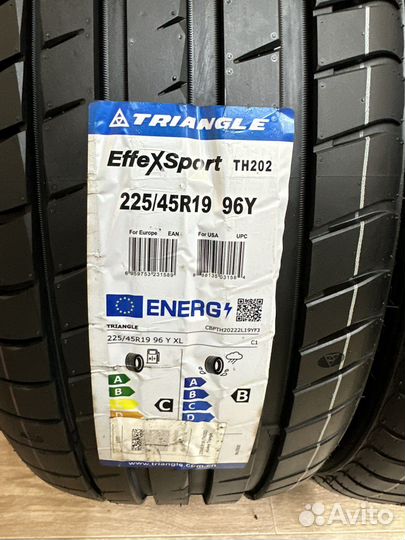 TRIANGLE
EffeXSport TH202
225/45R19 96Y
For Europe EAN For USA UPC
ENERG
TRIANGLE CBPTH20222L19YFJ
225/45R19 96 Y XL C1
A A
B B
C C
D D
C
B
www.triangle.com.cn
Avito